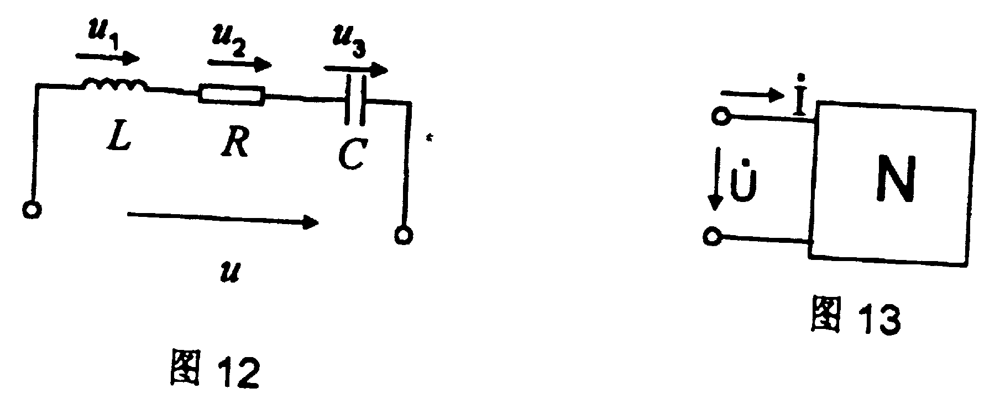 u₁ u₂ u₃
L R C
u
图 12
İ
U̇
N
图 13